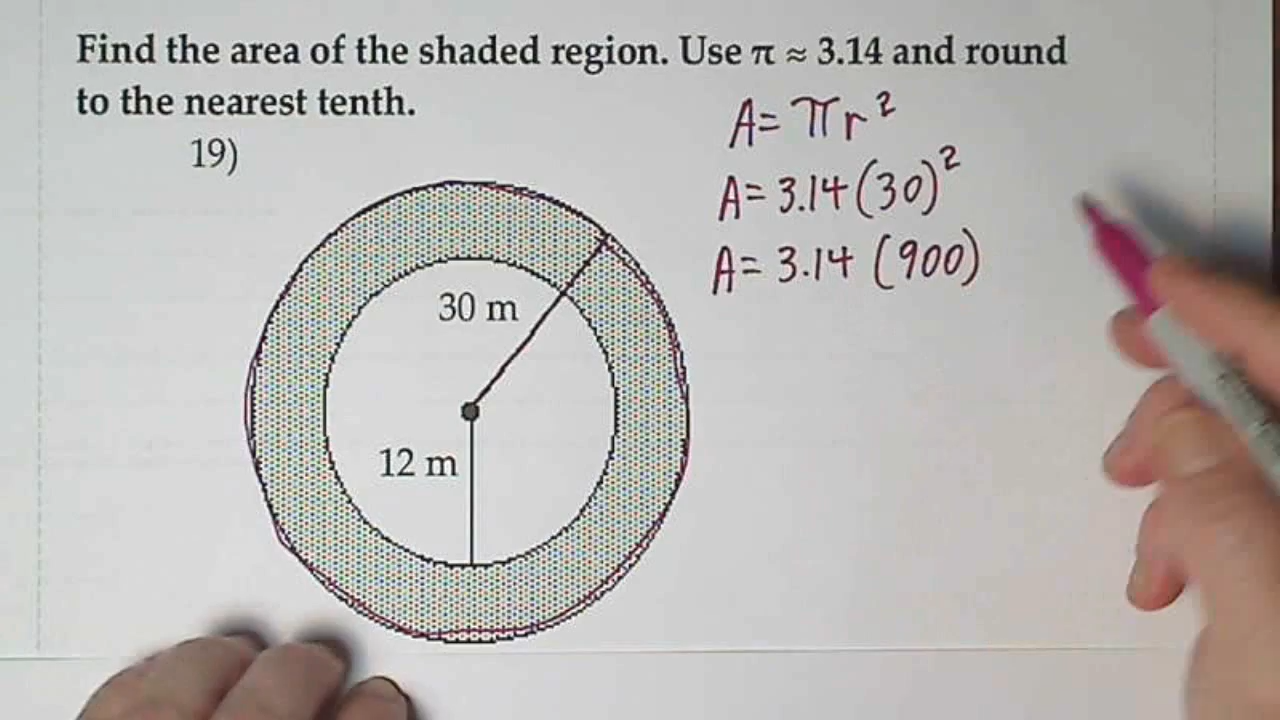 Find the area of the shaded region. Use π ≈ 3.14 and round
to the nearest tenth.
19)
A= πr²
A= 3.14(30)²
A= 3.14 (900)
30 m
12 m